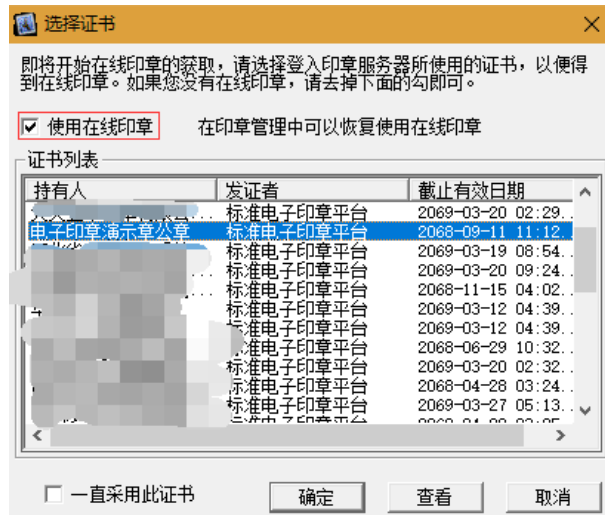 选择证书
即将开始在线印章的获取，请选择登入印章服务器所使用的证书，以便得
到在线印章。如果您没有在线印章，请去掉下面的勾即可。
使用在线印章 在印章管理中可以恢复使用在线印章
证书列表
持有人 发证者 截止有效日期
标准电子印章平台 2069-03-20 02:29..
电子印章演示章公章 标准电子印章平台 2068-09-11 11:12..
标准电子印章平台 2069-03-19 08:54..
标准电子印章平台 2069-03-20 09:24..
标准电子印章平台 2068-11-15 04:02..
标准电子印章平台 2069-03-12 04:39..
标准电子印章平台 2069-03-12 04:39..
标准电子印章平台 2068-06-29 10:32..
标准电子印章平台 2069-03-20 02:32..
标准电子印章平台 2068-04-28 03:24..
标准电子印章平台 2069-03-27 05:13..
一直采用此证书 确定 查看 取消